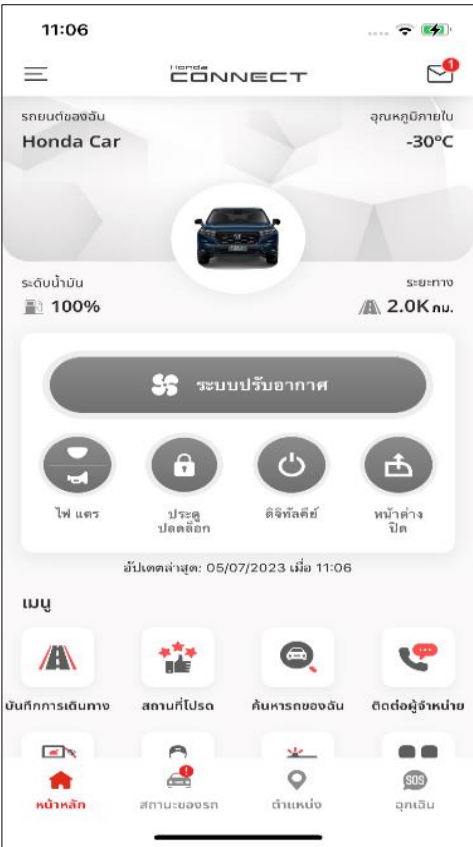 11:06
Honda
CONNECT
1
รถยนต์ของฉัน
อุณหภูมิภายใน
Honda Car
-30°C
ระดับน้ำมัน
ระยะทาง
100%
2.0K กม.
ระบบปรับอากาศ
ไฟ แตร
ประตู
ปลดล็อก
ดิจิทัลคีย์
หน้าต่าง
ปิด
อัปเดตล่าสุด: 05/07/2023 เมื่อ 11:06
เมนู
บันทึกการเดินทาง
สถานที่โปรด
ค้นหารถของฉัน
ติดต่อผู้จำหน่าย
หน้าหลัก
สถานะของรถ
ตำแหน่ง
SOS
ฉุกเฉิน